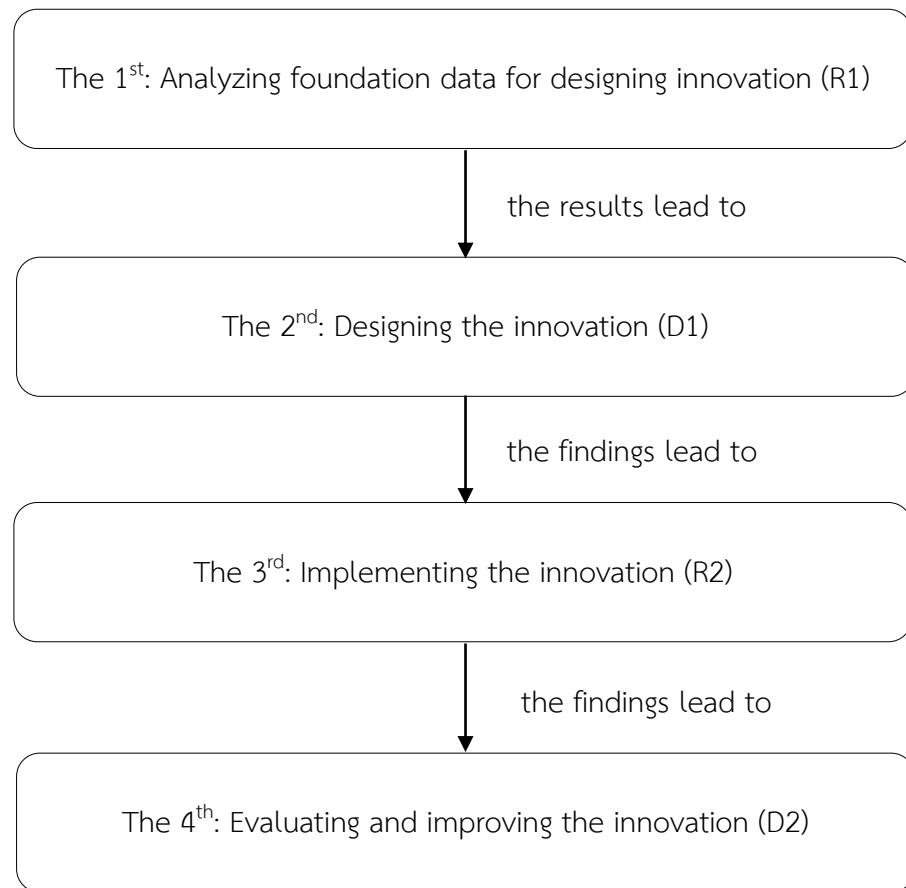 The 1st: Analyzing foundation data for designing innovation (R1)
the results lead to
The 2nd: Designing the innovation (D1)
the findings lead to
The 3rd: Implementing the innovation (R2)
the findings lead to
The 4th: Evaluating and improving the innovation (D2)